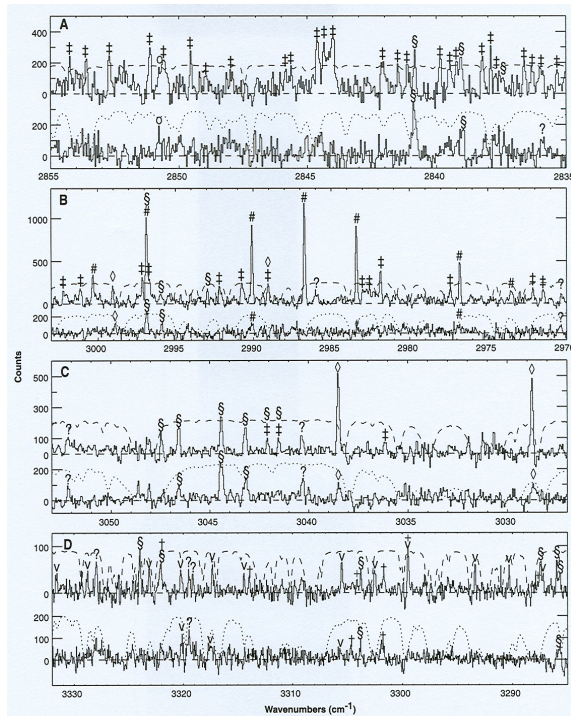 A
400
200
0
‡ ‡ ‡ ‡ o ‡ ‡ ‡ ‡ ‡ ‡ ‡ ‡ ‡ ‡ ‡ ‡ § ‡ ‡ ‡ § ‡ ‡ ‡ § ‡ ‡ ‡ ‡
200
0
o § § ?
2855 2850 2845 2840 2835
B
1000
500
0
‡ ‡ # ◊ ‡ ‡ § # § § ‡ ‡ ◊ ‡ # # ? # ‡ ‡ ‡ ‡ # # ‡ ‡ ?
200
0
◊ § § # # ?
3000 2995 2990 2985 2980 2975 2970
Counts
C
500
300
100
0
? § § § § § ‡ § ‡ ? ◊ ‡ ◊
200
0
? § § § ? ◊ ◊
3050 3045 3040 3035 3030
D
100
0
v v ? § v † § v ? ? v v v † § v † † v v § § §
200
100
0
v ? v v † § † §
3330 3320 3310 3300 3290
Wavenumbers (cm⁻¹)